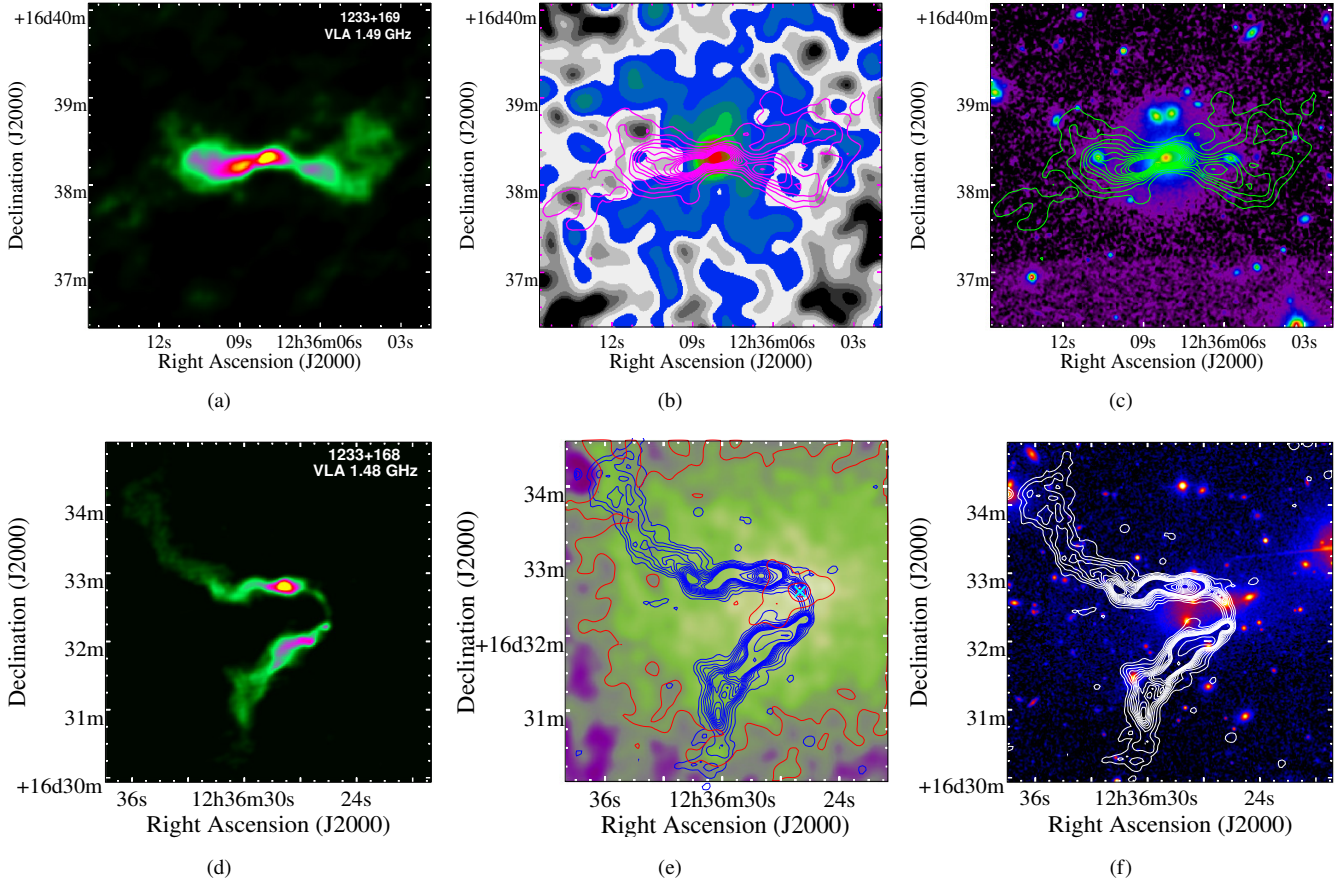 1233+169
VLA 1.49 GHz
+16d40m
39m
38m
37m
Declination (J2000)
12s
09s
12h36m06s
03s
Right Ascension (J2000)
(a)
+16d40m
39m
38m
37m
Declination (J2000)
12s
09s
12h36m06s
03s
Right Ascension (J2000)
(b)
+16d40m
39m
38m
37m
Declination (J2000)
12s
09s
12h36m06s
03s
Right Ascension (J2000)
(c)
1233+168
VLA 1.48 GHz
34m
33m
32m
31m
+16d30m
Declination (J2000)
36s
12h36m30s
24s
Right Ascension (J2000)
(d)
34m
33m
+16d32m
31m
Declination (J2000)
36s
12h36m30s
24s
Right Ascension (J2000)
(e)
34m
33m
32m
31m
+16d30m
Declination (J2000)
36s
12h36m30s
24s
Right Ascension (J2000)
(f)